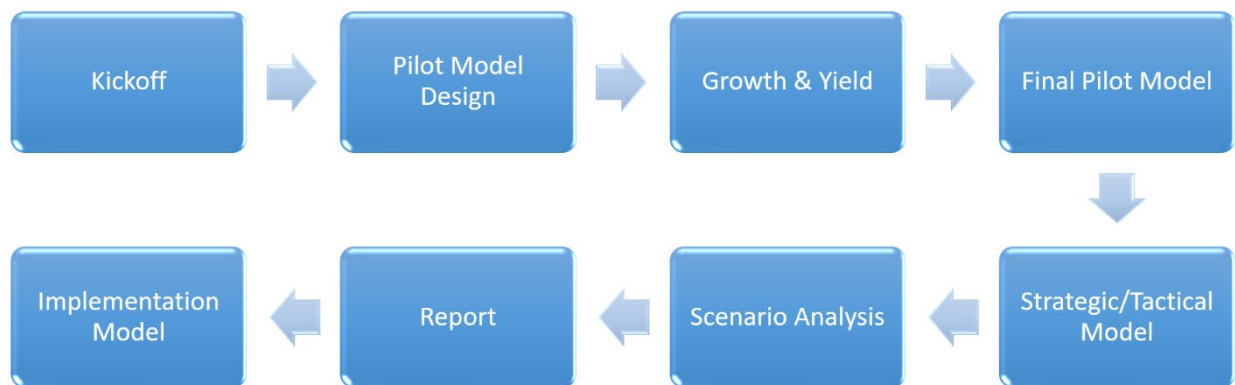 Kickoff
Pilot Model
Design
Growth & Yield
Final Pilot Model
Strategic/Tactical
Model
Scenario Analysis
Report
Implementation
Model